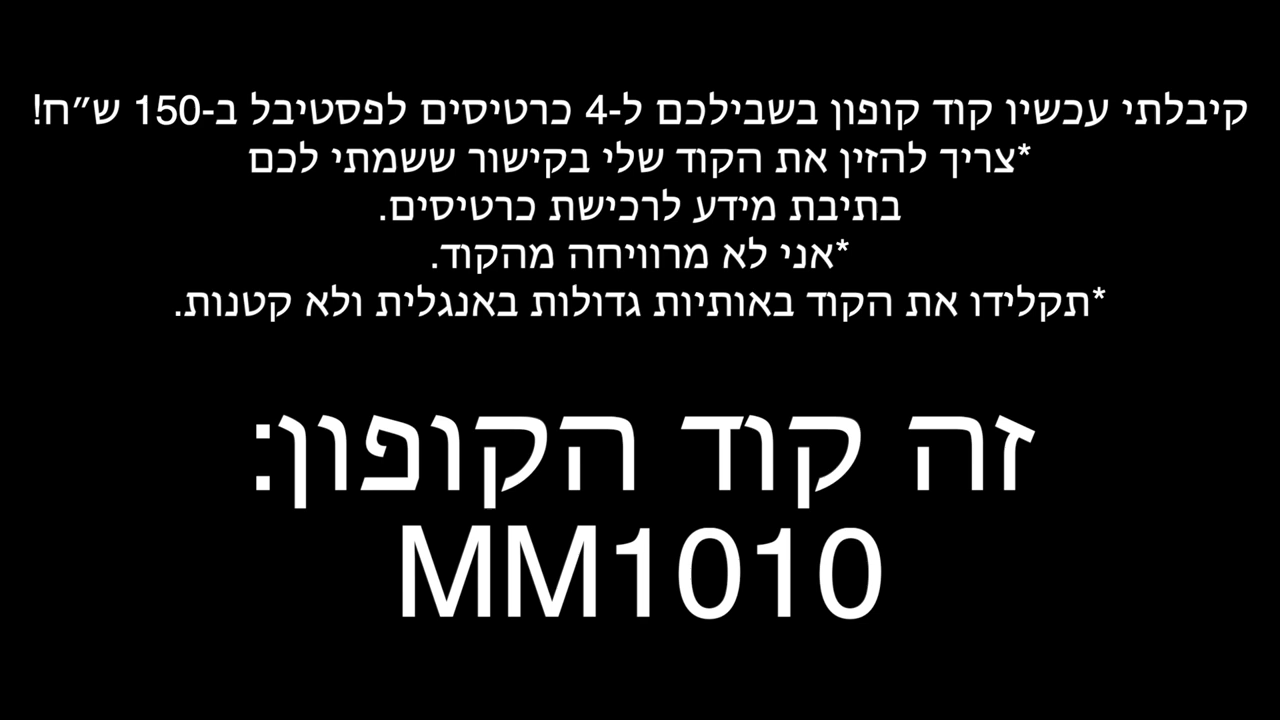 קיבלתי עכשיו קוד קופון בשבילכם ל-4 כרטיסים לפסטיבל ב-150 ש״ח!
*צריך להזין את הקוד שלי בקישור ששמתי לכם
בתיבת מידע לרכישת כרטיסים.
*אני לא מרוויחה מהקוד.
*תקלידו את הקוד באותיות גדולות באנגלית ולא קטנות.
זה קוד הקופון:
MM1010